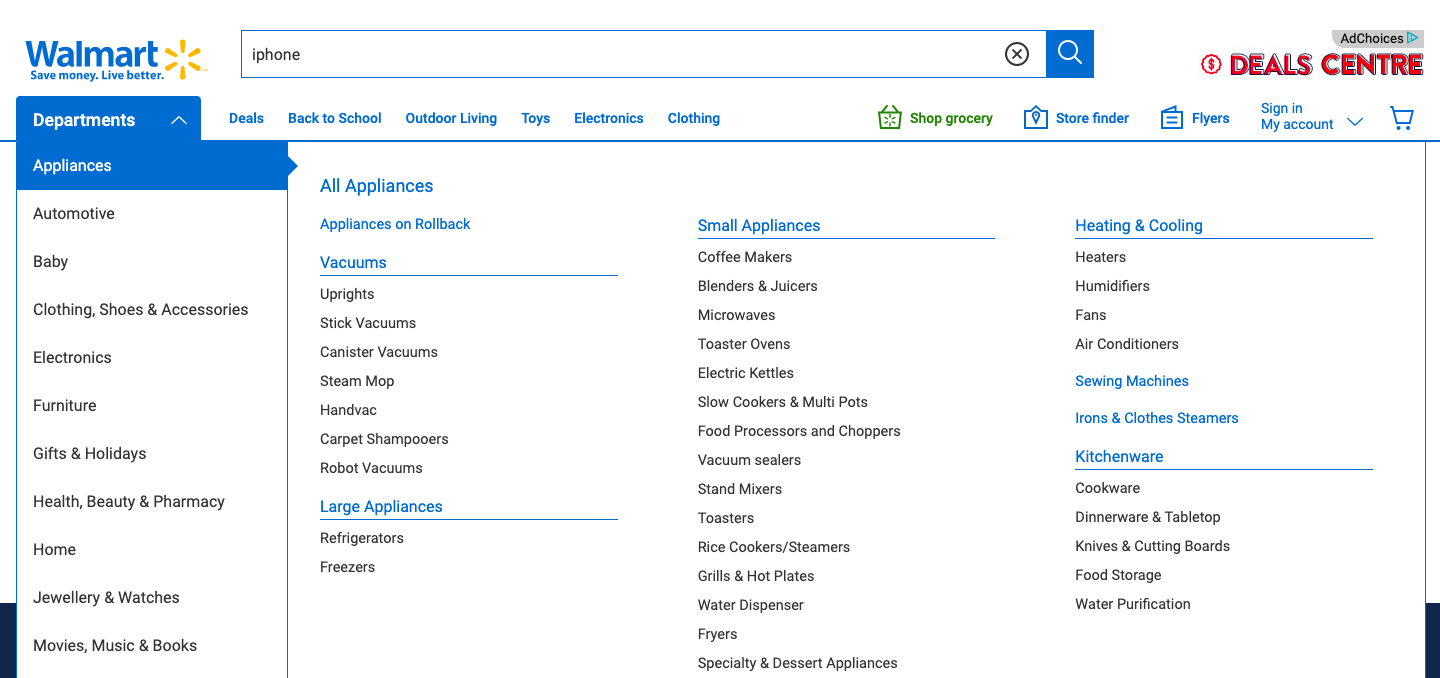 Walmart
Save money. Live better.
iphone
AdChoices
DEALS CENTRE
Departments
Deals
Back to School
Outdoor Living
Toys
Electronics
Clothing
Shop grocery
Store finder
Flyers
Sign in
My account
Appliances
Automotive
Baby
Clothing, Shoes & Accessories
Electronics
Furniture
Gifts & Holidays
Health, Beauty & Pharmacy
Home
Jewellery & Watches
Movies, Music & Books
All Appliances
Appliances on Rollback
Vacuums
Uprights
Stick Vacuums
Canister Vacuums
Steam Mop
Handvac
Carpet Shampooers
Robot Vacuums
Large Appliances
Refrigerators
Freezers
Small Appliances
Coffee Makers
Blenders & Juicers
Microwaves
Toaster Ovens
Electric Kettles
Slow Cookers & Multi Pots
Food Processors and Choppers
Vacuum sealers
Stand Mixers
Toasters
Rice Cookers/Steamers
Grills & Hot Plates
Water Dispenser
Fryers
Specialty & Dessert Appliances
Heating & Cooling
Heaters
Humidifiers
Fans
Air Conditioners
Sewing Machines
Irons & Clothes Steamers
Kitchenware
Cookware
Dinnerware & Tabletop
Knives & Cutting Boards
Food Storage
Water Purification